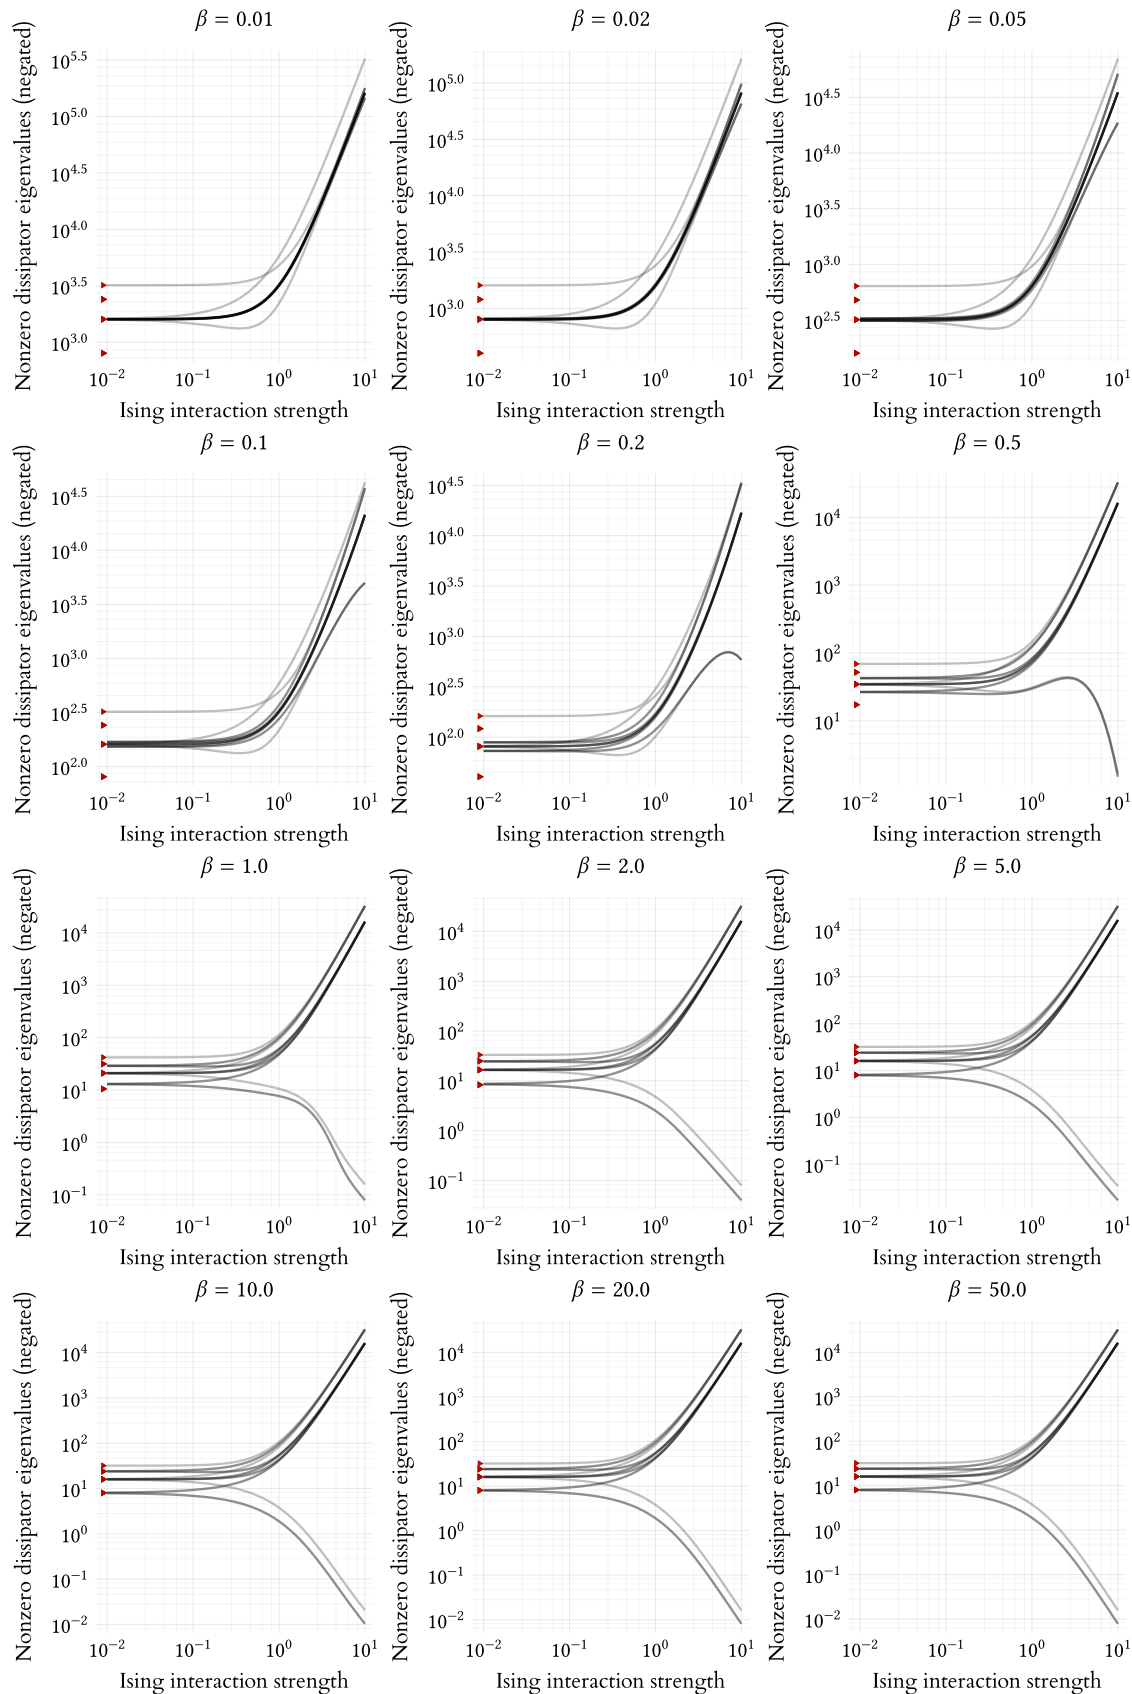 β = 0.01
Nonzero dissipator eigenvalues (negated)
10^5.5
10^5.0
10^4.5
10^4.0
10^3.5
10^3.0
10^−2 10^−1 10^0 10^1
Ising interaction strength
β = 0.02
Nonzero dissipator eigenvalues (negated)
10^5.0
10^4.5
10^4.0
10^3.5
10^3.0
10^−2 10^−1 10^0 10^1
Ising interaction strength
β = 0.05
Nonzero dissipator eigenvalues (negated)
10^4.5
10^4.0
10^3.5
10^3.0
10^2.5
10^−2 10^−1 10^0 10^1
Ising interaction strength
β = 0.1
Nonzero dissipator eigenvalues (negated)
10^4.5
10^4.0
10^3.5
10^3.0
10^2.5
10^2.0
10^−2 10^−1 10^0 10^1
Ising interaction strength
β = 0.2
Nonzero dissipator eigenvalues (negated)
10^4.5
10^4.0
10^3.5
10^3.0
10^2.5
10^2.0
10^−2 10^−1 10^0 10^1
Ising interaction strength
β = 0.5
Nonzero dissipator eigenvalues (negated)
10^4
10^3
10^2
10^1
10^−2 10^−1 10^0 10^1
Ising interaction strength
β = 1.0
Nonzero dissipator eigenvalues (negated)
10^4
10^3
10^2
10^1
10^0
10^−1
10^−2 10^−1 10^0 10^1
Ising interaction strength
β = 2.0
Nonzero dissipator eigenvalues (negated)
10^4
10^3
10^2
10^1
10^0
10^−1
10^−2 10^−1 10^0 10^1
Ising interaction strength
β = 5.0
Nonzero dissipator eigenvalues (negated)
10^4
10^3
10^2
10^1
10^0
10^−1
10^−2 10^−1 10^0 10^1
Ising interaction strength
β = 10.0
Nonzero dissipator eigenvalues (negated)
10^4
10^3
10^2
10^1
10^0
10^−1
10^−2
10^−2 10^−1 10^0 10^1
Ising interaction strength
β = 20.0
Nonzero dissipator eigenvalues (negated)
10^4
10^3
10^2
10^1
10^0
10^−1
10^−2
10^−2 10^−1 10^0 10^1
Ising interaction strength
β = 50.0
Nonzero dissipator eigenvalues (negated)
10^4
10^3
10^2
10^1
10^0
10^−1
10^−2
10^−2 10^−1 10^0 10^1
Ising interaction strength